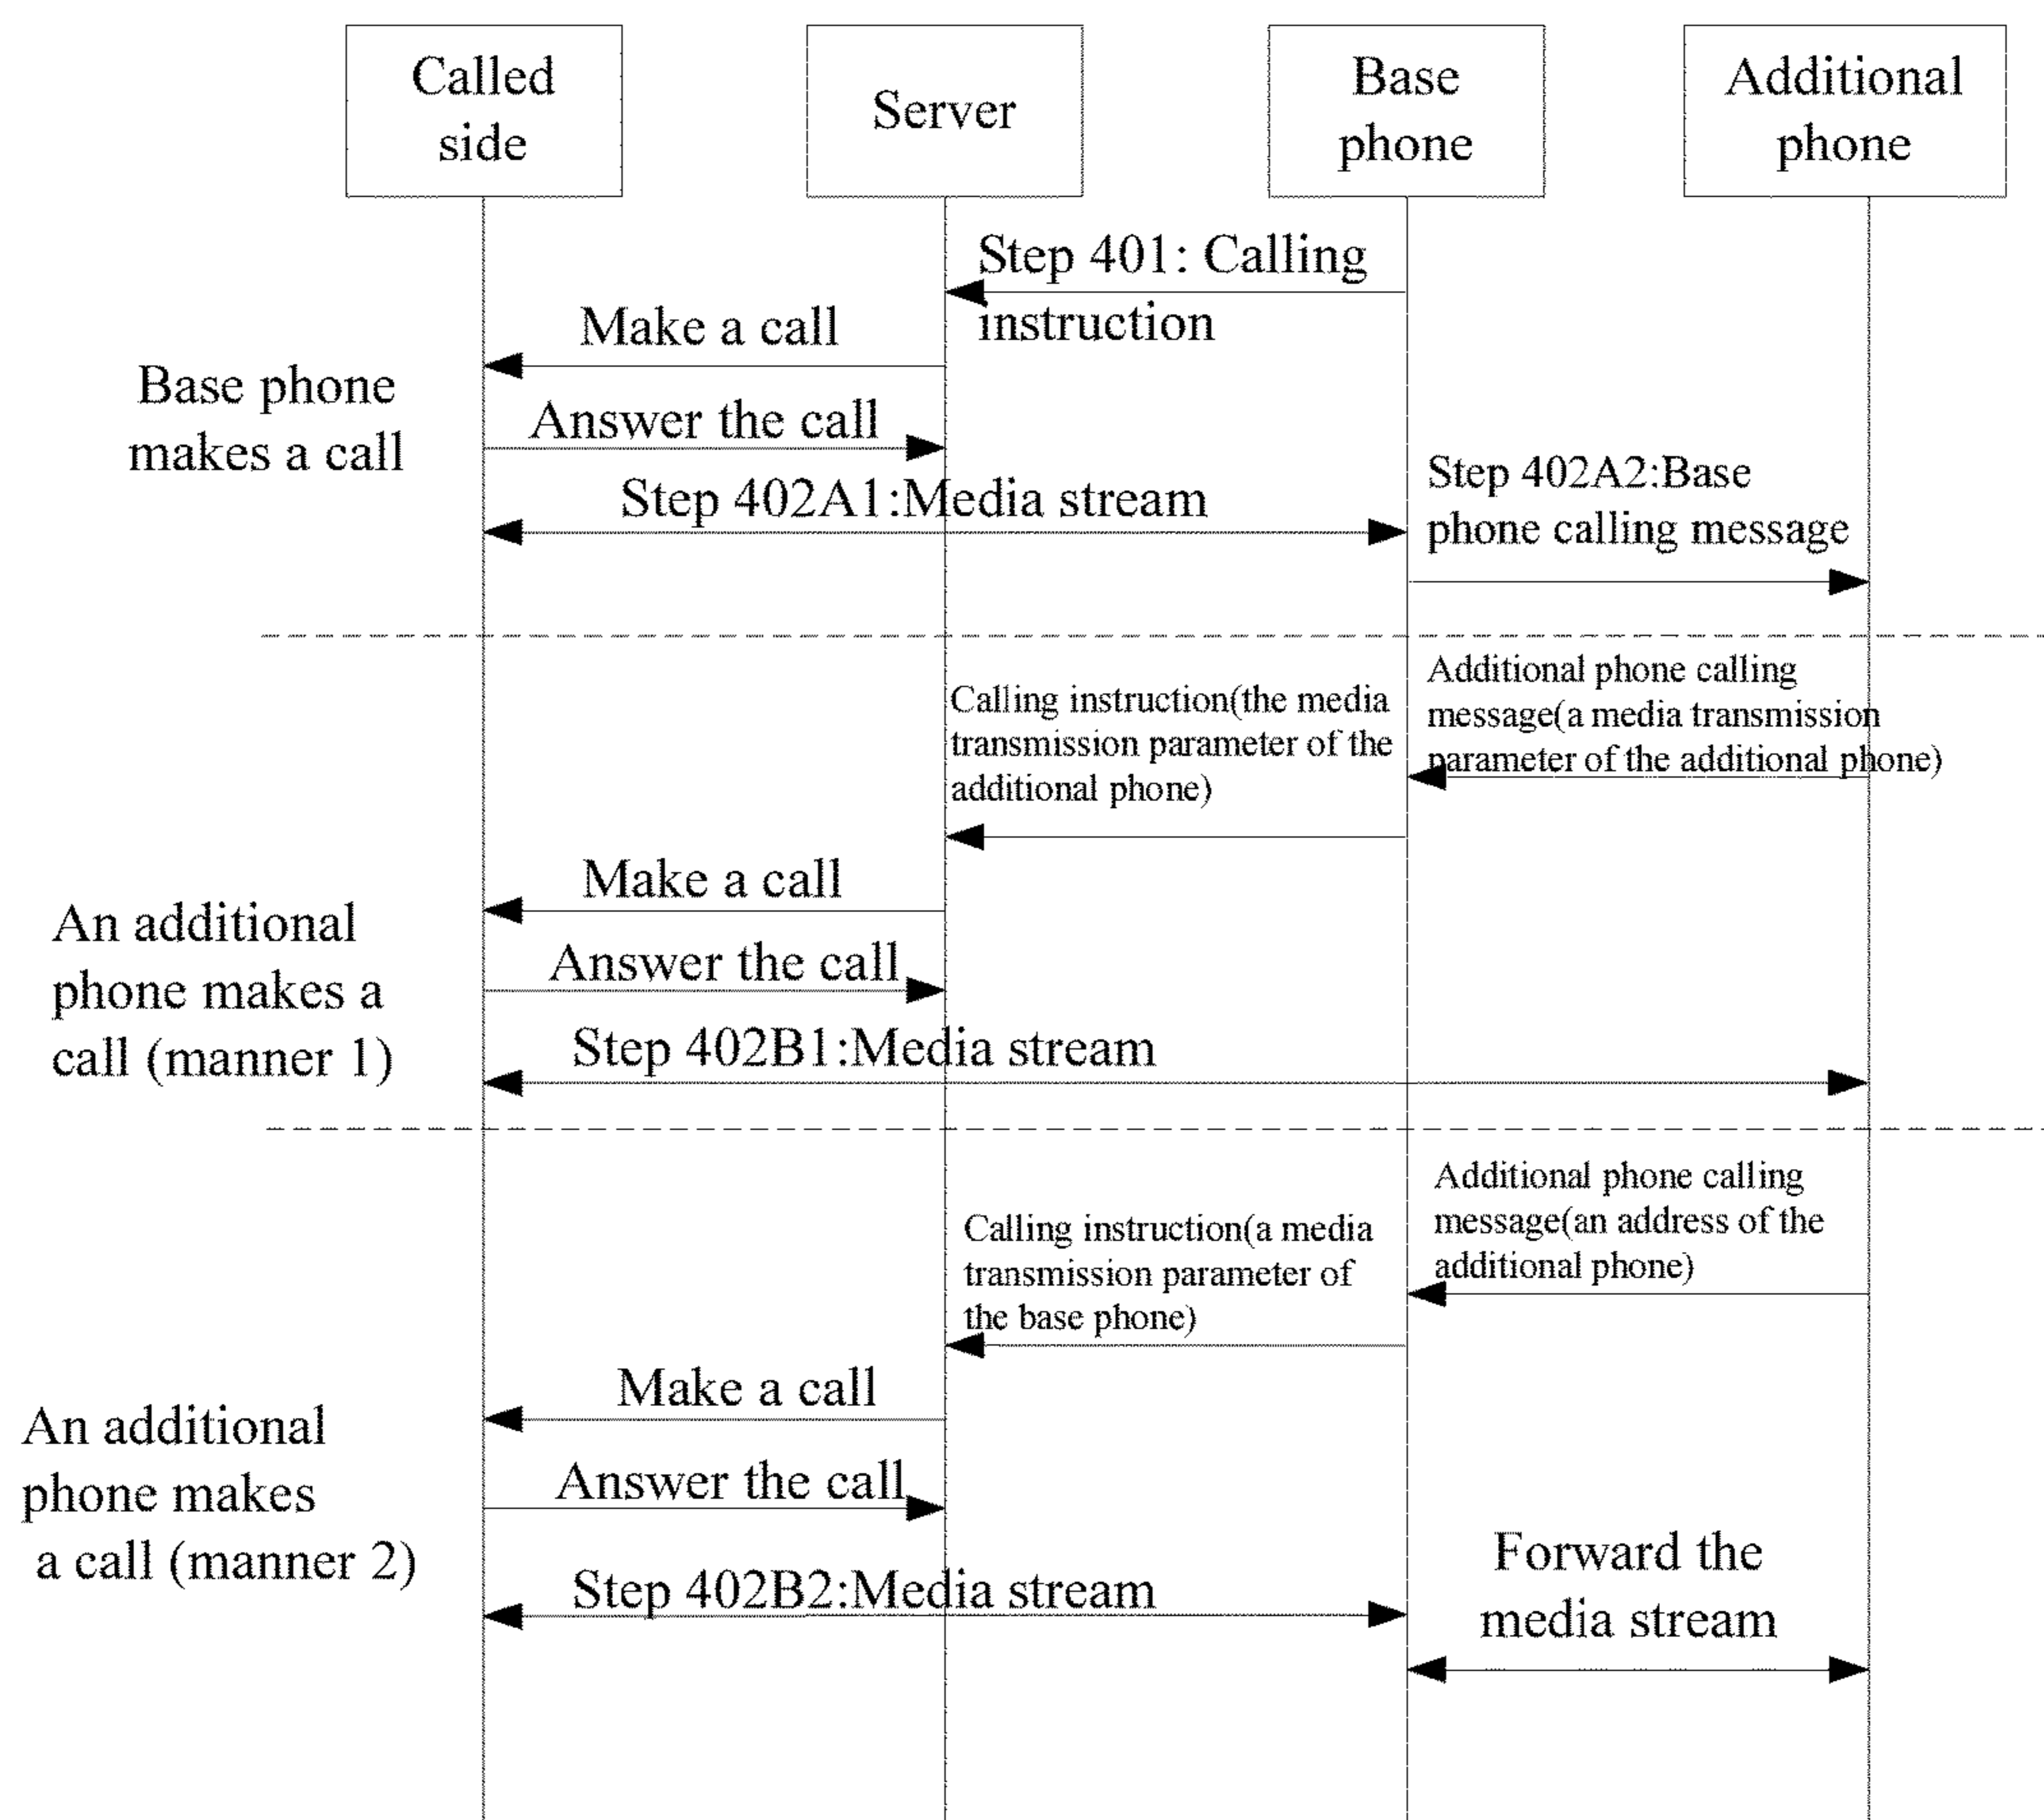 Called
side
Server
Base
phone
Additional
phone
Step 401: Calling
instruction
Make a call
Base phone
makes a call
Answer the call
Step 402A1:Media stream
Step 402A2:Base
phone calling message
Additional phone calling
message(a media transmission
parameter of the additional phone)
Calling instruction(the media
transmission parameter of the
additional phone)
Make a call
An additional
phone makes a
call (manner 1)
Answer the call
Step 402B1:Media stream
Additional phone calling
message(an address of the
additional phone)
Calling instruction(a media
transmission parameter of
the base phone)
Make a call
An additional
phone makes
a call (manner 2)
Answer the call
Step 402B2:Media stream
Forward the
media stream